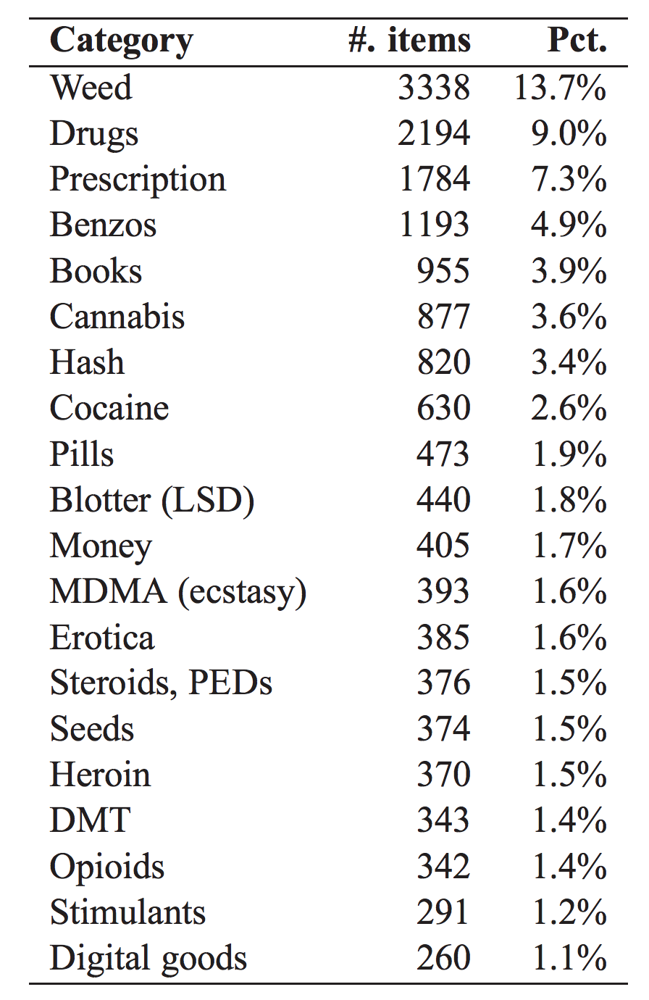 Category #. items Pct.
Weed 3338 13.7%
Drugs 2194 9.0%
Prescription 1784 7.3%
Benzos 1193 4.9%
Books 955 3.9%
Cannabis 877 3.6%
Hash 820 3.4%
Cocaine 630 2.6%
Pills 473 1.9%
Blotter (LSD) 440 1.8%
Money 405 1.7%
MDMA (ecstasy) 393 1.6%
Erotica 385 1.6%
Steroids, PEDs 376 1.5%
Seeds 374 1.5%
Heroin 370 1.5%
DMT 343 1.4%
Opioids 342 1.4%
Stimulants 291 1.2%
Digital goods 260 1.1%